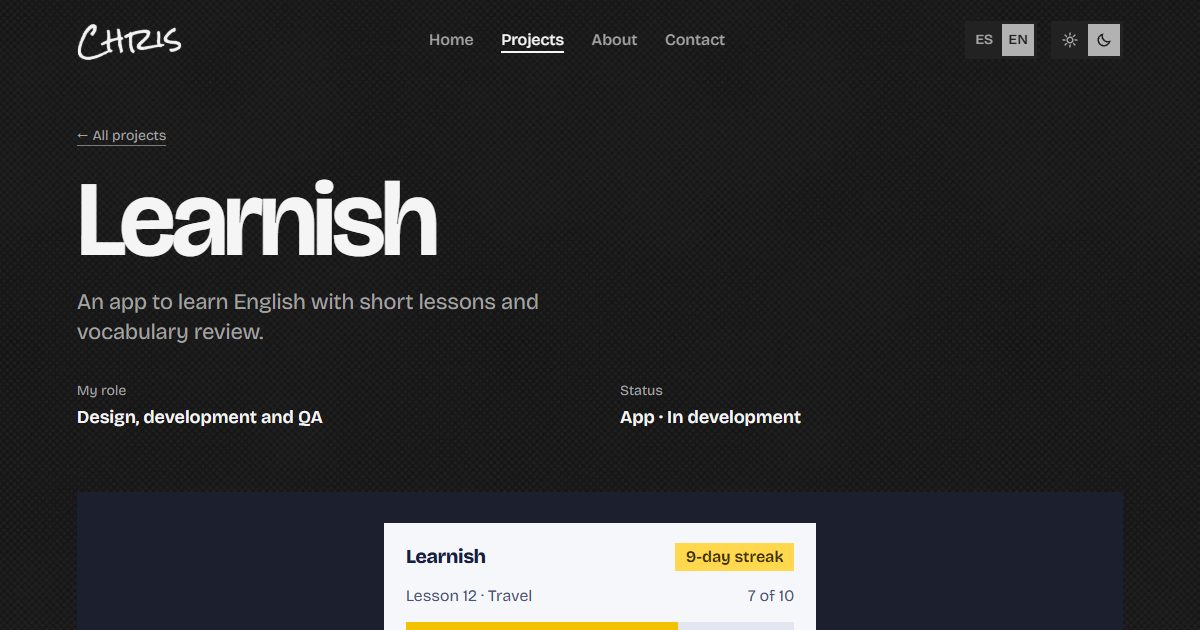 CHRIS
Home Projects About Contact ES EN
← All projects
Learnish
An app to learn English with short lessons and
vocabulary review.
My role
Design, development and QA
Status
App · In development
Learnish 9-day streak
Lesson 12 · Travel 7 of 10